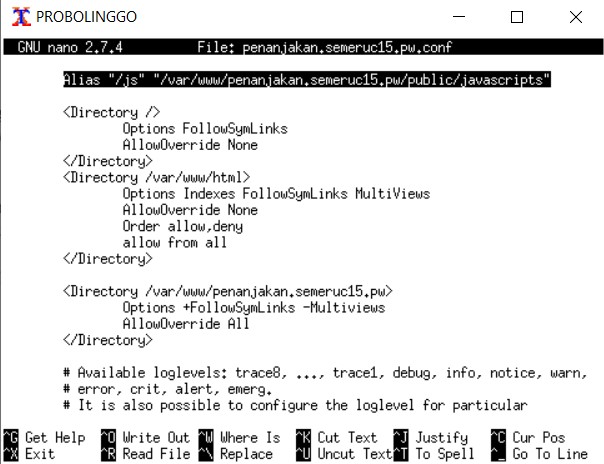 PROBOLINGGO
GNU nano 2.7.4 File: penanjakan.semeruc15.pw.conf
Alias "/js" "/var/www/penanjakan.semeruc15.pw/public/javascripts"
<Directory />
Options FollowSymLinks
AllowOverride None
</Directory>
<Directory /var/www/html>
Options Indexes FollowSymLinks MultiViews
AllowOverride None
Order allow,deny
allow from all
</Directory>
<Directory /var/www/penanjakan.semeruc15.pw>
Options +FollowSymLinks -Multiviews
AllowOverride All
</Directory>
# Available loglevels: trace8, ..., trace1, debug, info, notice, warn,
# error, crit, alert, emerg.
# It is also possible to configure the loglevel for particular
^G Get Help ^O Write Out ^W Where Is ^K Cut Text ^J Justify ^C Cur Pos
^X Exit ^R Read File ^\ Replace ^U Uncut Text ^T To Spell ^_ Go To Line